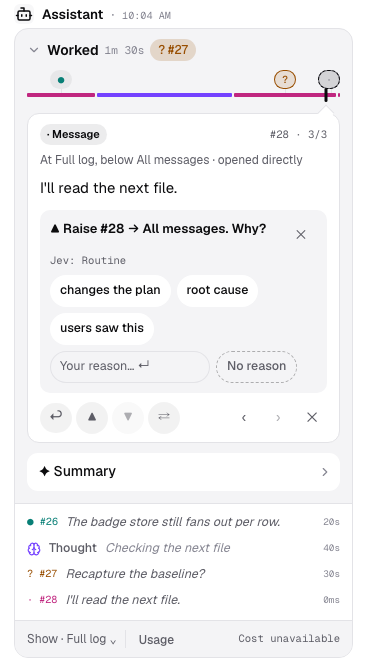 Assistant · 10:04 AM
Worked 1m 30s ? #27
?
· Message #28 · 3/3
At Full log, below All messages · opened directly
I'll read the next file.
▲ Raise #28 → All messages. Why? ×
Jev: Routine
changes the plan root cause
users saw this
Your reason… ↵ No reason
↩ ▲ ▼ ⇄ ‹ › ×
✦ Summary ›
● #26 The badge store still fans out per row. 20s
Thought Checking the next file 40s
? #27 Recapture the baseline? 30s
· #28 I'll read the next file. 0ms
Show · Full log ⌄ Usage Cost unavailable